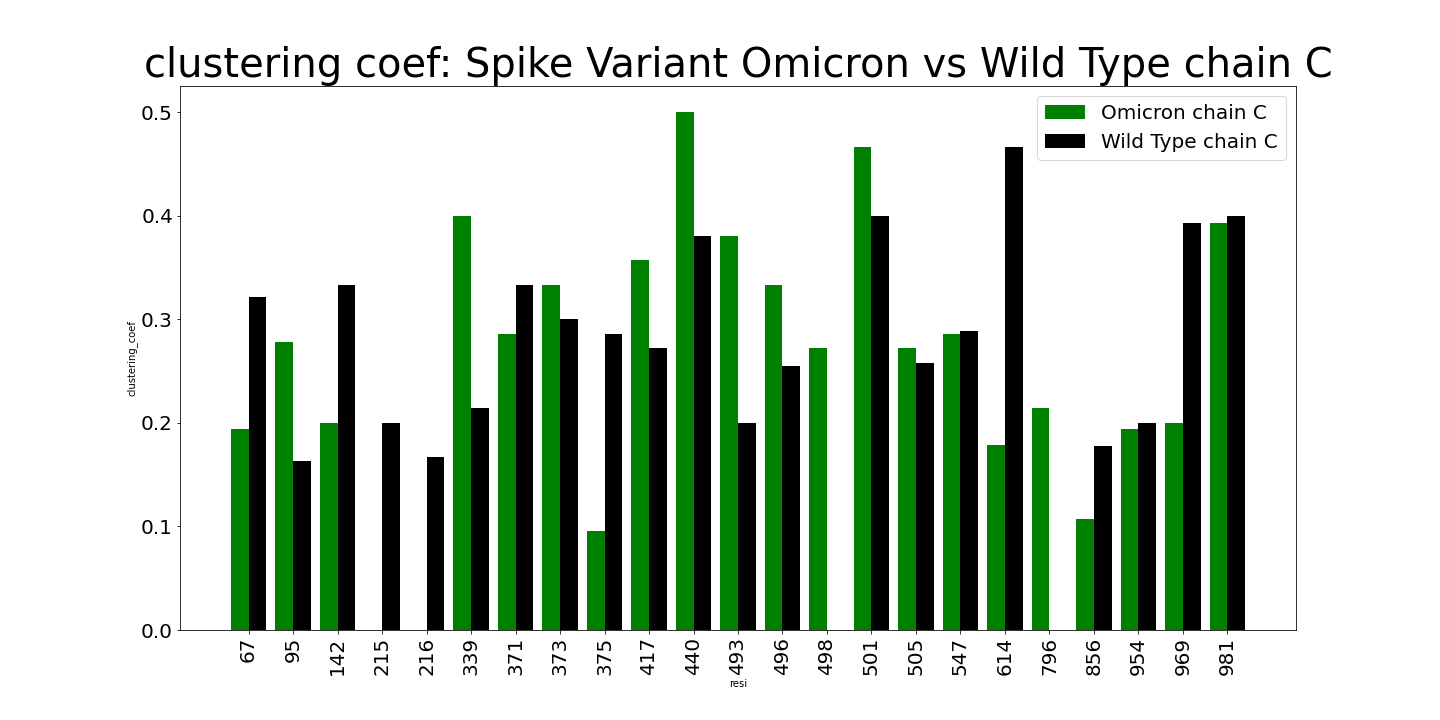 clustering coef: Spike Variant Omicron vs Wild Type chain C
Omicron chain C
Wild Type chain C
clustering_coef
0.5
0.4
0.3
0.2
0.1
0.0
67 95 142 215 216 339 371 373 375 417 440 493 496 498 501 505 547 614 796 856 954 969 981
resi